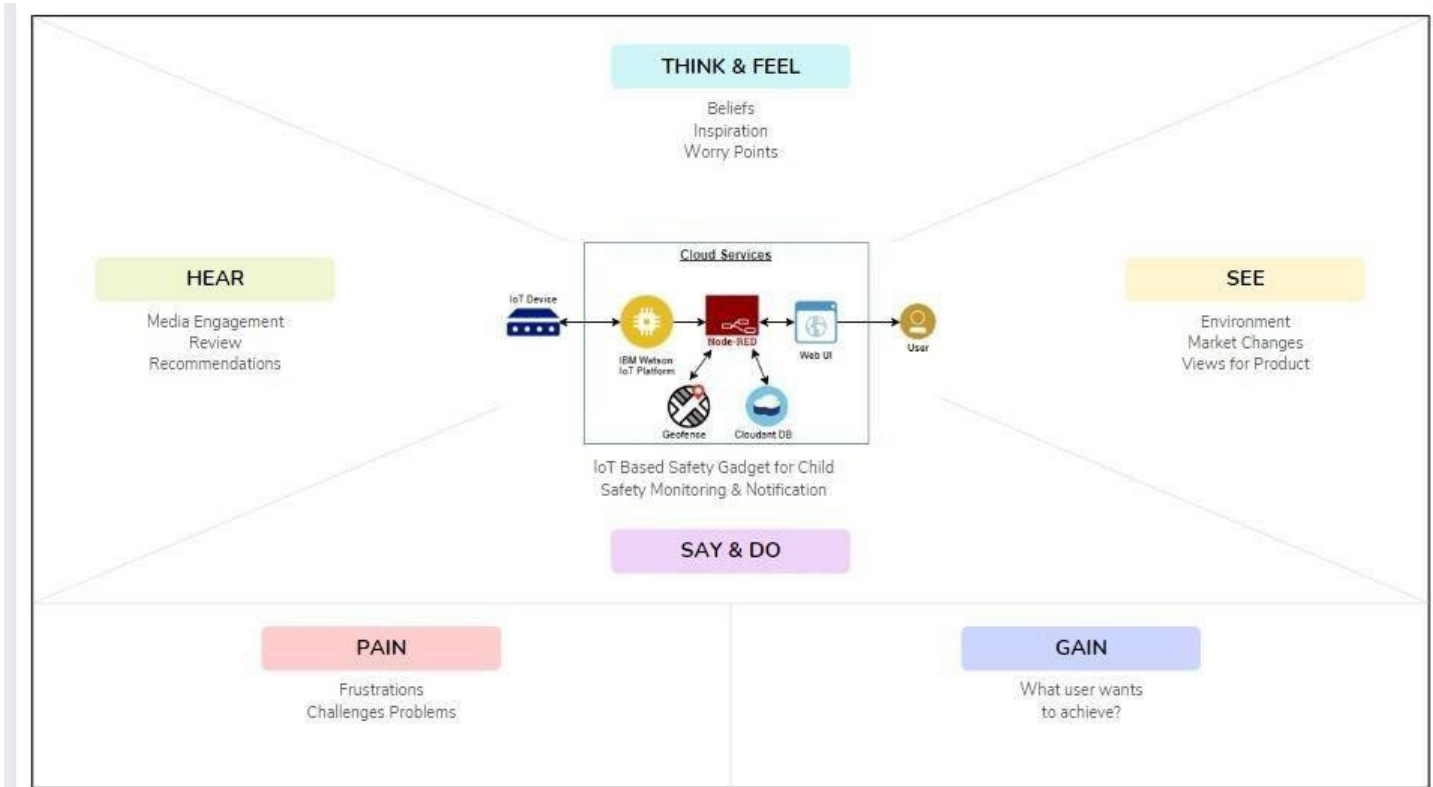 THINK & FEEL
Beliefs
Inspiration
Worry Points
HEAR
Media Engagement
Review
Recommendations
Cloud Services
IoT Device
IBM Watson
IoT Platform
Node-RED
Web UI
User
Geofence
Cloudant DB
IoT Based Safety Gadget for Child
Safety Monitoring & Notification
SEE
Environment
Market Changes
Views for Product
SAY & DO
PAIN
Frustrations
Challenges Problems
GAIN
What user wants
to achieve?